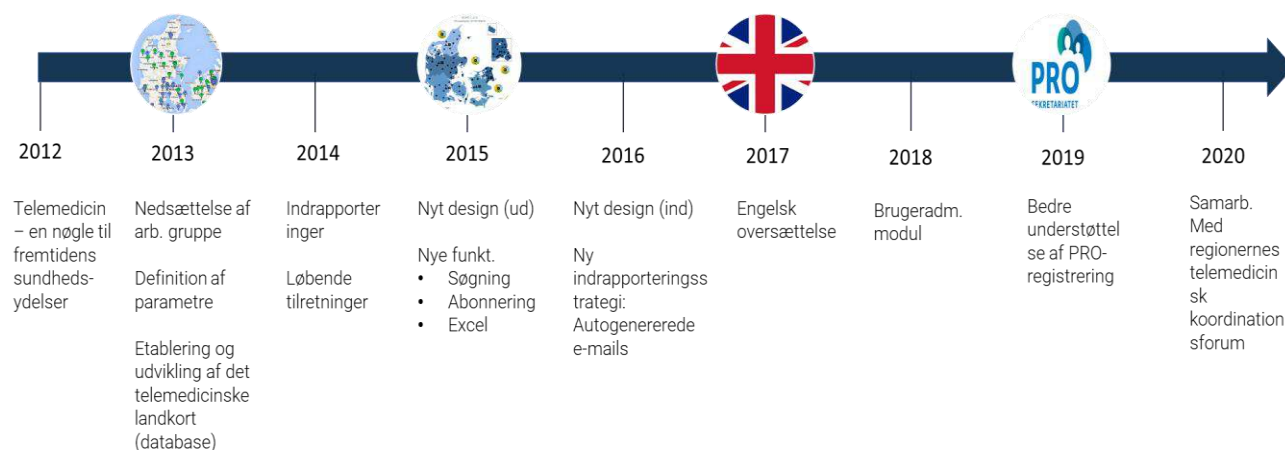 PRO
SEKRETARIATET
2012
2013
2014
2015
2016
2017
2018
2019
2020
Telemedicin
– en nøgle til
fremtidens
sundheds-
ydelser
Nedsættelse af
arb. gruppe
Definition af
parametre
Etablering og
udvikling af det
telemedicinske
landkort
(database)
Indrapporter
inger
Løbende
tilretninger
Nyt design (ud)
Nye funkt.
• Søgning
• Abonnering
• Excel
Nyt design (ind)
Ny
indrapporteringss
trategi:
Autogenererede
e-mails
Engelsk
oversættelse
Brugeradm.
modul
Bedre
understøttel
se af PRO-
registrering
Samarb.
Med
regionernes
telemedicin
sk
koordination
sforum